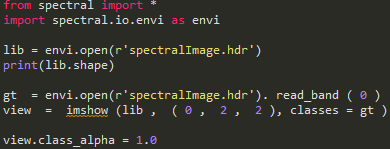 from spectral import *
import spectral.io.envi as envi
lib = envi.open(r'spectralImage.hdr')
print(lib.shape)
gt = envi.open(r'spectralImage.hdr'). read_band ( 0 )
view = imshow (lib , ( 0 , 2 , 2 ), classes = gt )
view.class_alpha = 1.0